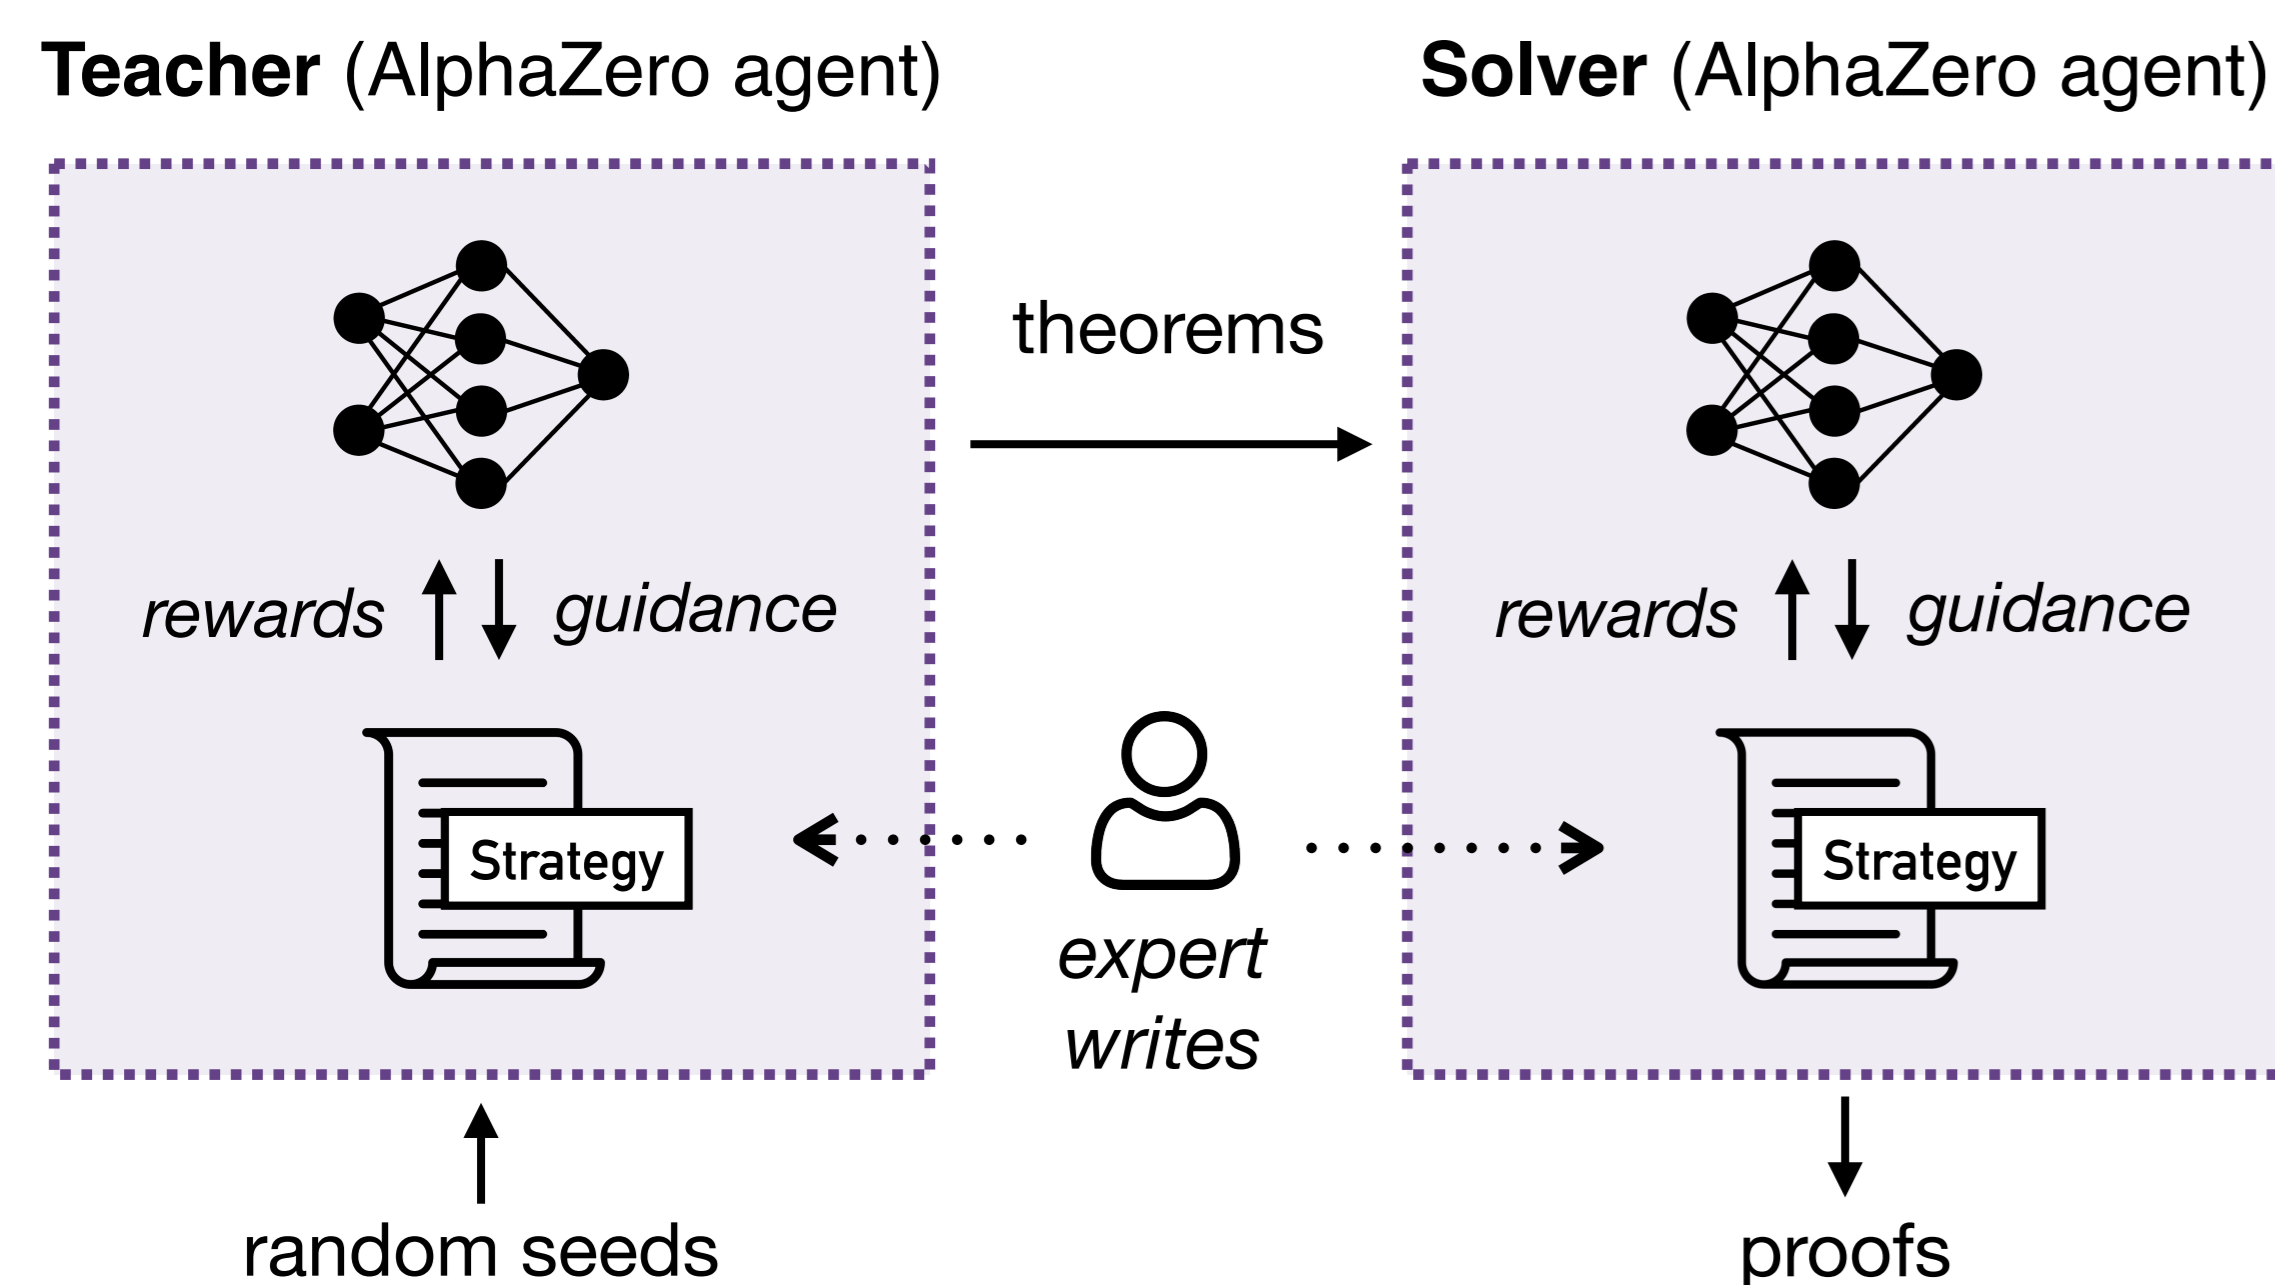 Teacher (AlphaZero agent)
Solver (AlphaZero agent)
theorems
rewards
guidance
rewards
guidance
Strategy
Strategy
expert
writes
random seeds
proofs